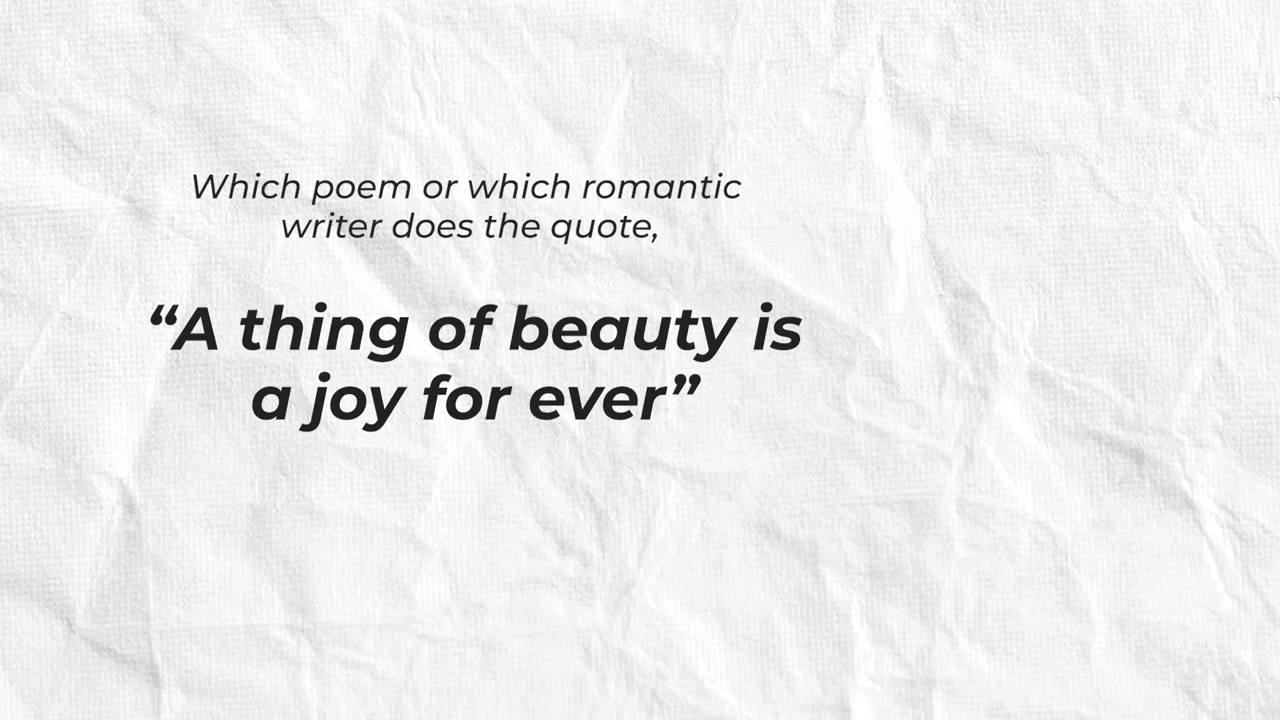 Which poem or which romantic
writer does the quote,
“A thing of beauty is
a joy for ever”